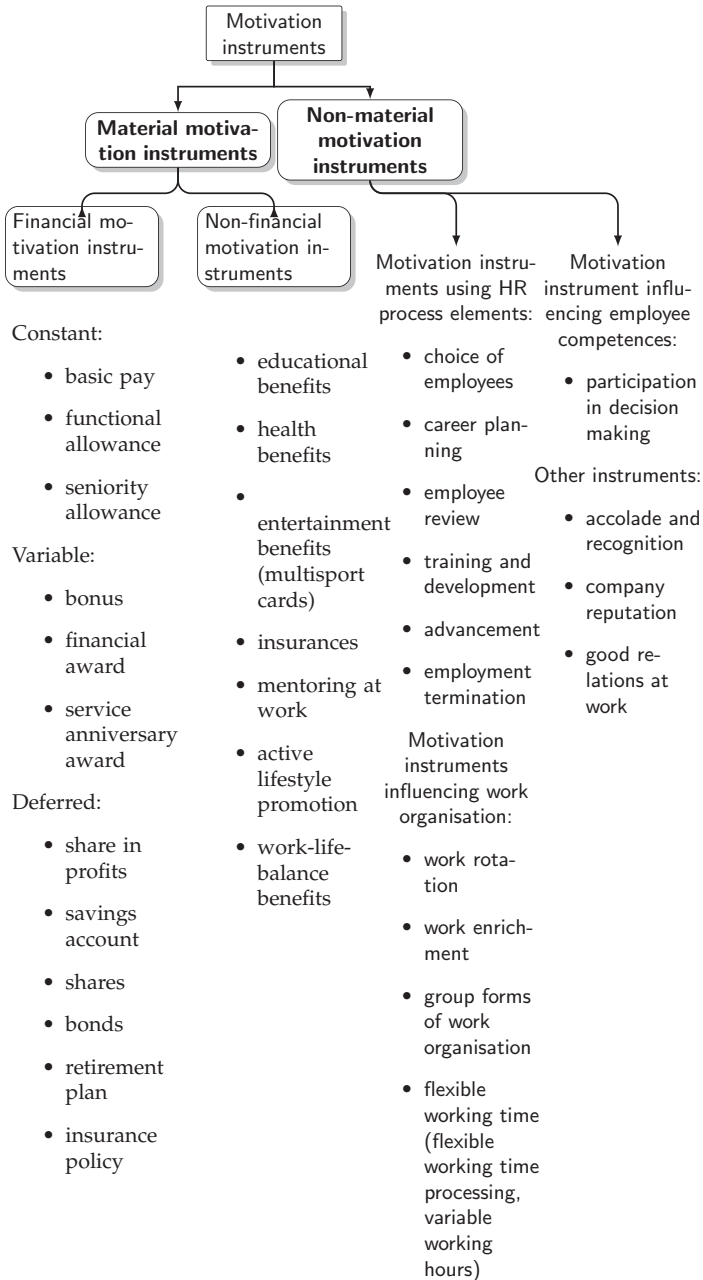 Motivation
instruments
Material motiva-
tion instruments
Non-material
motivation
instruments
Financial mo-
tivation instru-
ments
Non-financial
motivation in-
struments
Constant:
• basic pay
• functional
allowance
• seniority
allowance
Variable:
• bonus
• financial
award
• service
anniversary
award
Deferred:
• share in
profits
• savings
account
• shares
• bonds
• retirement
plan
• insurance
policy
• educational
benefits
• health
benefits
•
entertainment
benefits
(multisport
cards)
• insurances
• mentoring at
work
• active
lifestyle
promotion
• work-life-
balance
benefits
Motivation instru-
ments using HR
process elements:
• choice of
employees
• career plan-
ning
• employee
review
• training and
development
• advancement
• employment
termination
Motivation
instruments
influencing work
organisation:
• work rota-
tion
• work enrich-
ment
• group forms
of work
organisation
• flexible
working time
(flexible
working time
processing,
variable
working
hours)
Motivation
instrument influ-
encing employee
competences:
• participation
in decision
making
Other instruments:
• accolade and
recognition
• company
reputation
• good re-
lations at
work